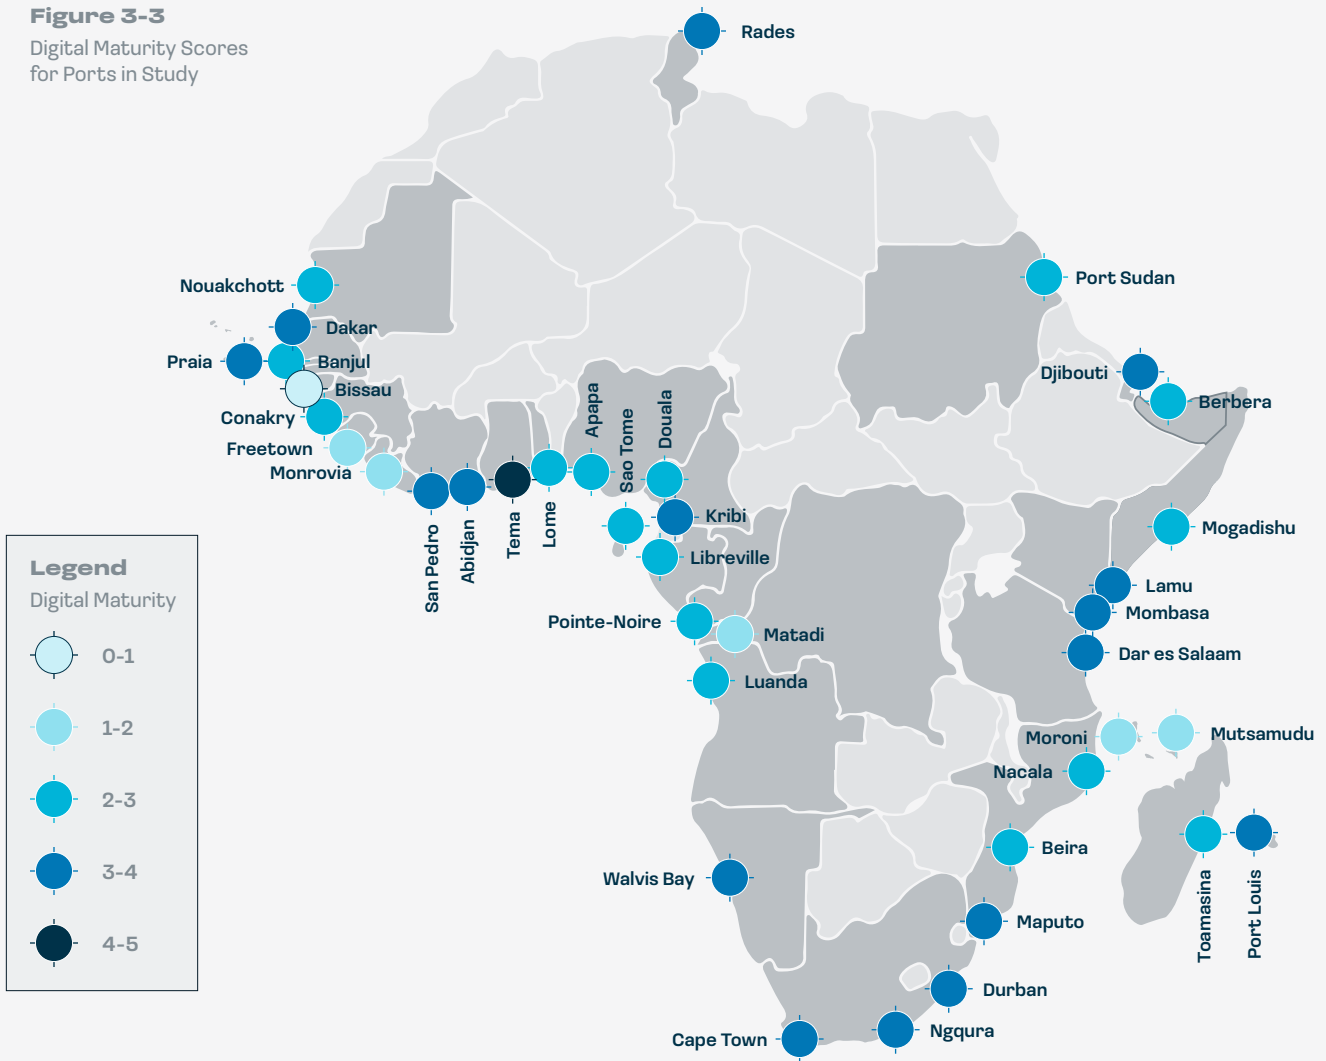 Figure 3-3
Digital Maturity Scores
for Ports in Study
Rades
Nouakchott
Port Sudan
Dakar
Praia
Banjul
Djibouti
Bissau
Berbera
Conakry
Apapa
Sao Tome
Douala
Freetown
Monrovia
San Pedro
Abidjan
Tema
Lome
Kribi
Mogadishu
Libreville
Lamu
Mombasa
Pointe-Noire
Matadi
Dar es Salaam
Luanda
Moroni
Mutsamudu
Nacala
Beira
Walvis Bay
Toamasina
Port Louis
Maputo
Durban
Ngqura
Cape Town
Legend
Digital Maturity
0-1
1-2
2-3
3-4
4-5